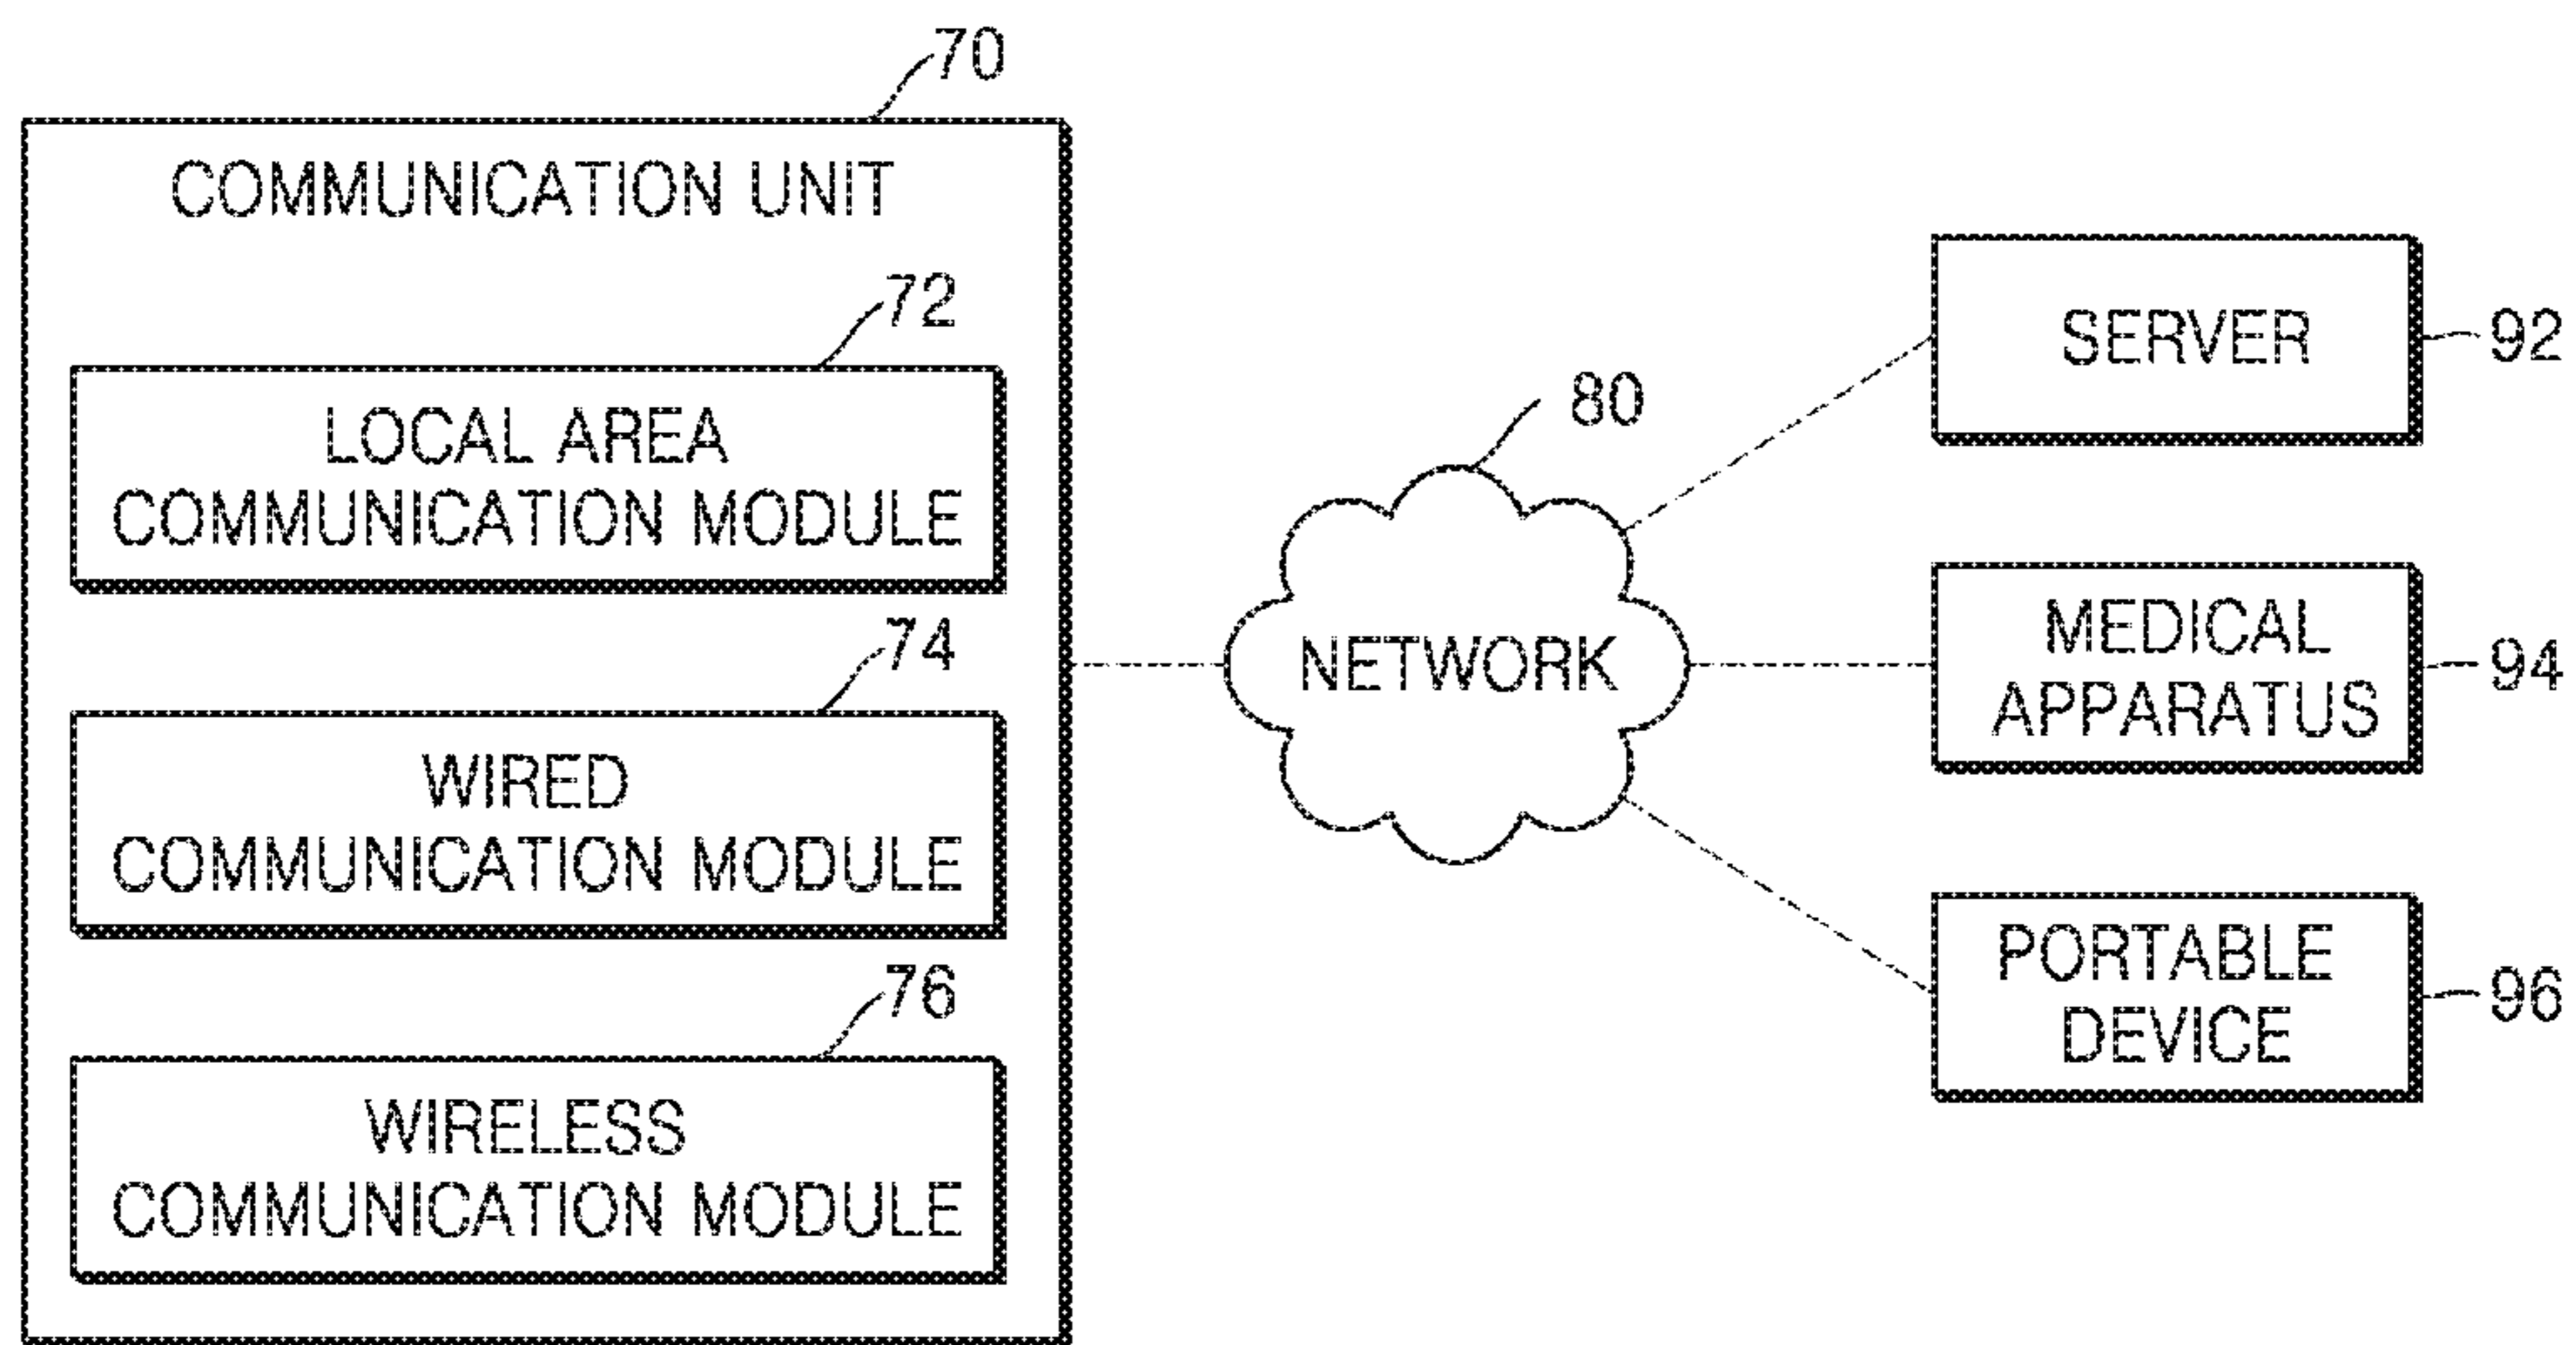 70
COMMUNICATION UNIT
72
LOCAL AREA
COMMUNICATION MODULE
74
WIRED
COMMUNICATION MODULE
76
WIRELESS
COMMUNICATION MODULE
80
NETWORK
SERVER
92
MEDICAL
APPARATUS
94
PORTABLE
DEVICE
96